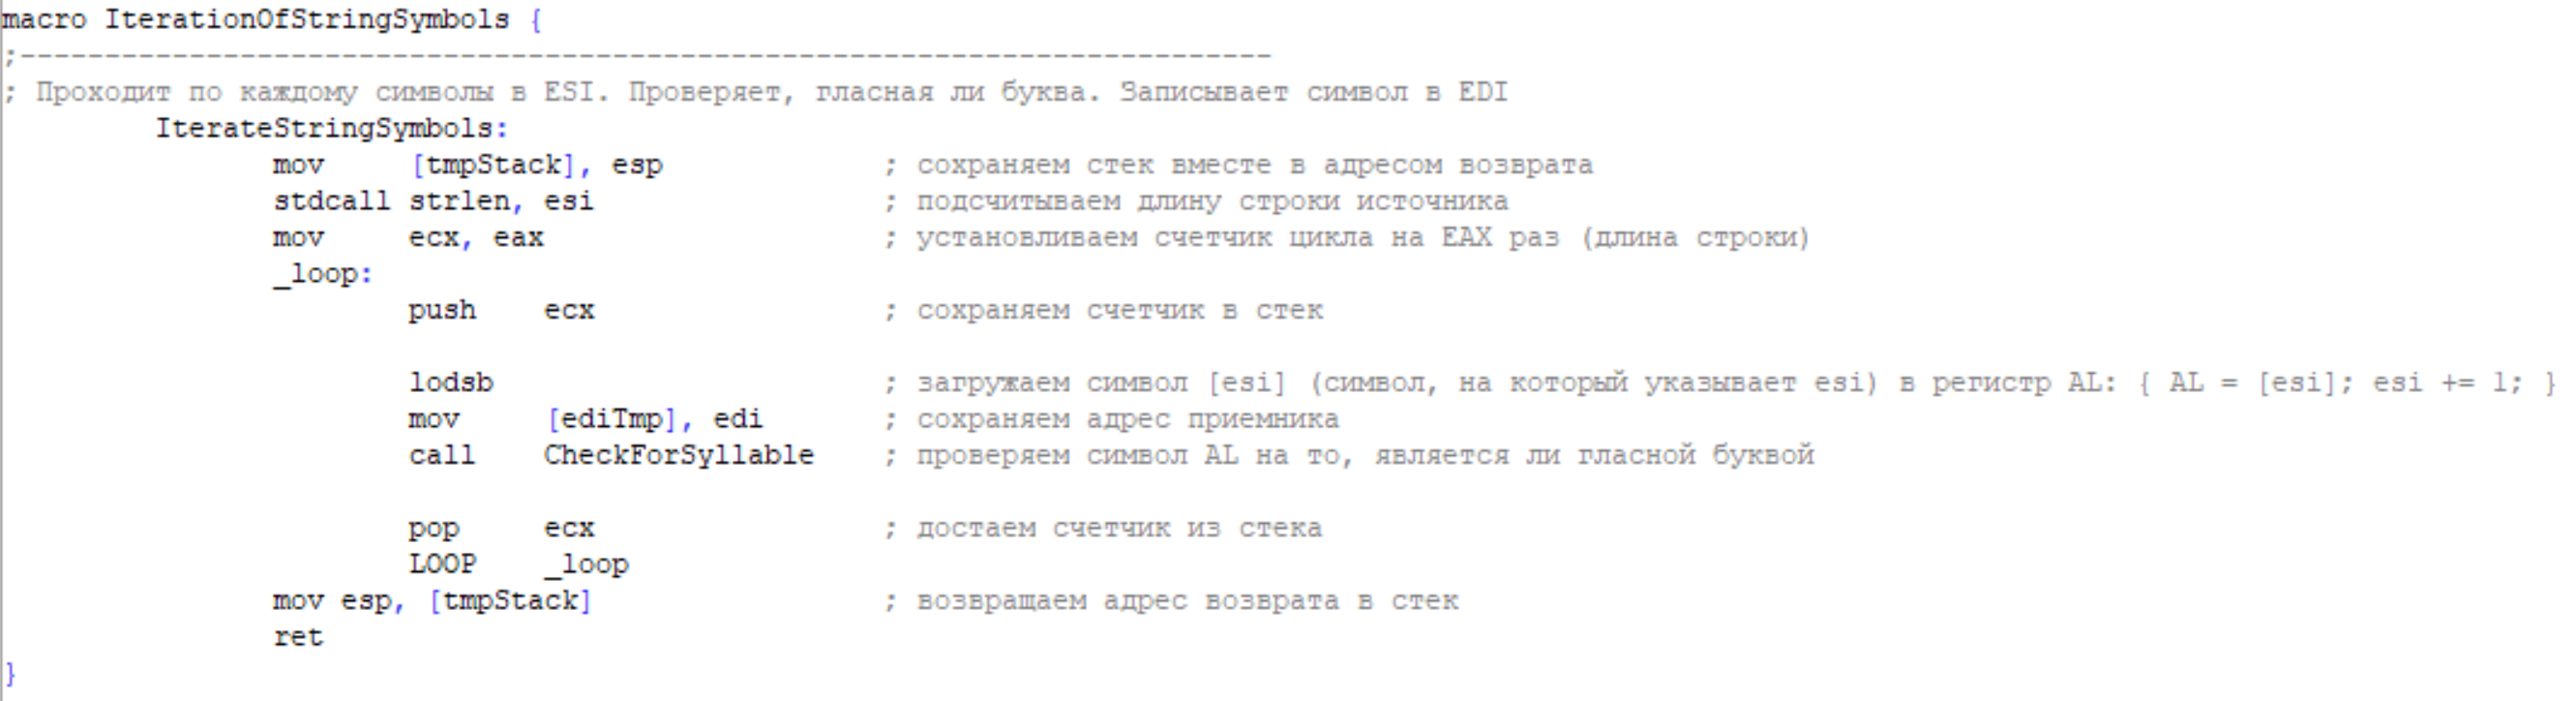 macro IterationOfStringSymbols {
;--------------------------------------------------------------------------
; Проходит по каждому символы в ESI. Проверяет, гласная ли буква. Записывает символ в EDI
IterateStringSymbols:
mov [tmpStack], esp ; сохраняем стек вместе в адресом возврата
stdcall strlen, esi ; подсчитываем длину строки источника
mov ecx, eax ; установливаем счетчик цикла на EAX раз (длина строки)
_loop:
push ecx ; сохраняем счетчик в стек
lodsb ; загружаем символ [esi] (символ, на который указывает esi) в регистр AL: { AL = [esi]; esi += 1; }
mov [ediTmp], edi ; сохраняем адрес приемника
call CheckForSyllable ; проверяем символ AL на то, является ли гласной буквой
pop ecx ; достаем счетчик из стека
LOOP _loop
mov esp, [tmpStack] ; возвращаем адрес возврата в стек
ret
}